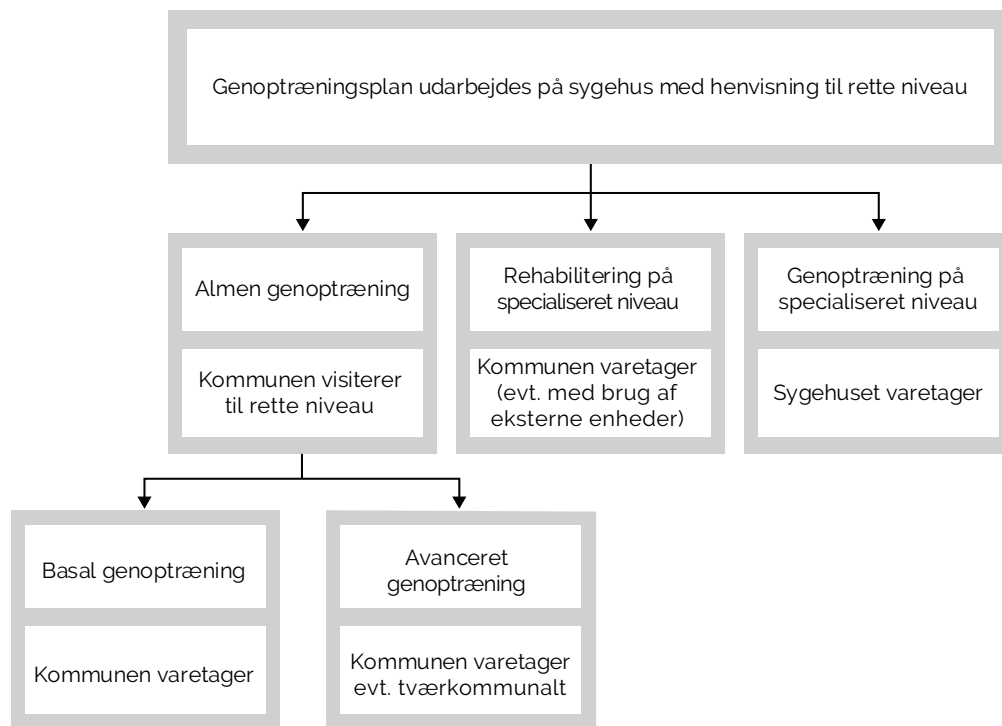 Genoptræningsplan udarbejdes på sygehus med henvisning til rette niveau
Almen genoptræning
Kommunen visiterer
til rette niveau
Rehabilitering på
specialiseret niveau
Kommunen varetager
(evt. med brug af
eksterne enheder)
Genoptræning på
specialiseret niveau
Sygehuset varetager
Basal genoptræning
Kommunen varetager
Avanceret
genoptræning
Kommunen varetager
evt. tværkommunalt